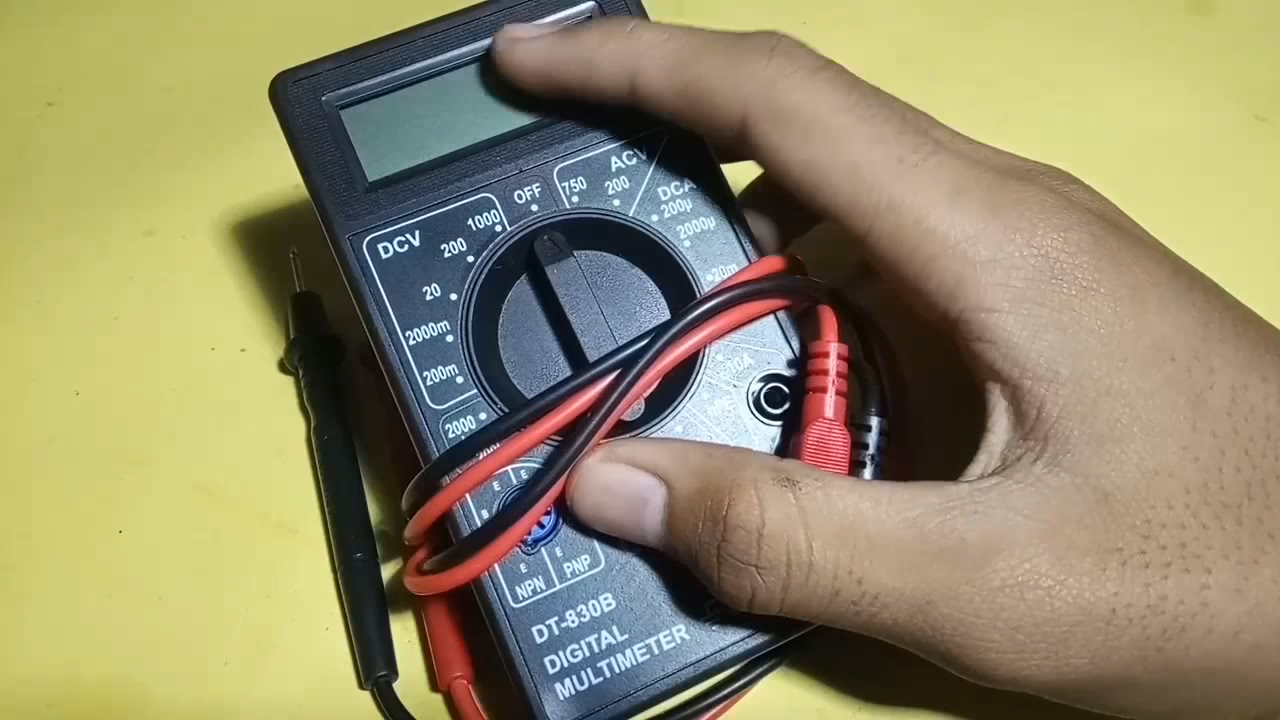 OFF
ACV
750
200
DCA
200µ
2000µ
20m
DCV
1000
200
20
2000m
200m
2000
E
E
B
E
E
NPN
PNP
DT-830B
DIGITAL
MULTIMETER